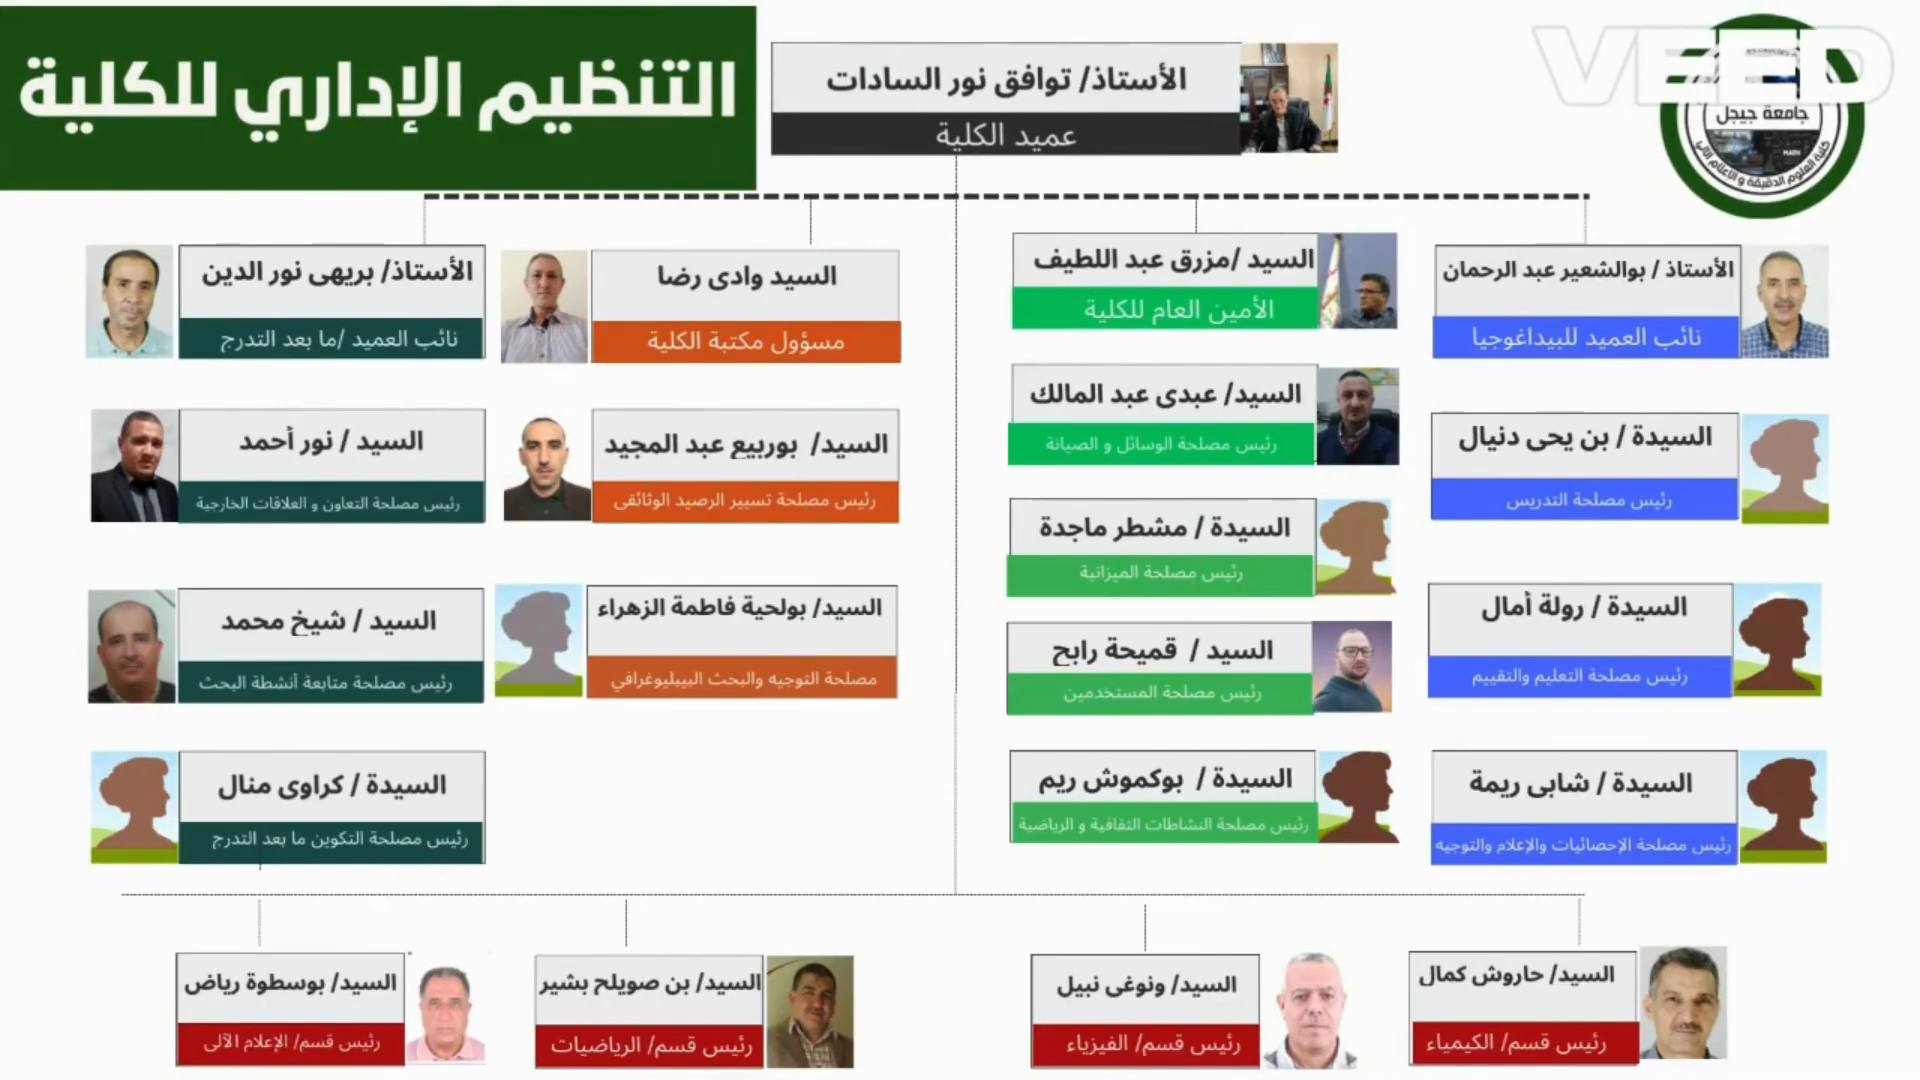 التنظيم الإداري للكلية
الأستاذ/ توافق نور السادات
عميد الكلية
VEED
جامعة جيجل
كلية العلوم الدقيقة و الإعلام الآلي
MATH
الأستاذ / بوالشعير عبد الرحمان
نائب العميد للبيداغوجيا
السيدة / بن يحى دنيال
رئيس مصلحة التدريس
السيدة / رولة أمال
رئيس مصلحة التعليم والتقييم
السيدة / شابى ريمة
رئيس مصلحة الإحصائيات والإعلام والتوجيه
السيد /مزرق عبد اللطيف
الأمين العام للكلية
السيد/ عبدى عبد المالك
رئيس مصلحة الوسائل و الصيانة
السيدة / مشطر ماجدة
رئيس مصلحة الميزانية
السيد / قميحة رابح
رئيس مصلحة المستخدمين
السيدة / بوكموش ريم
رئيس مصلحة النشاطات الثقافية و الرياضية
السيد وادى رضا
مسؤول مكتبة الكلية
السيد/ بوربيع عبد المجيد
رئيس مصلحة تسيير الرصيد الوثائقى
السيد/ بولحية فاطمة الزهراء
مصلحة التوجيه والبحث البيبليوغرافي
الأستاذ/ بريهى نور الدين
نائب العميد /ما بعد التدرج
السيد / نور أحمد
رئيس مصلحة التعاون و العلاقات الخارجية
السيد / شيخ محمد
رئيس مصلحة متابعة أنشطة البحث
السيدة / كراوى منال
رئيس مصلحة التكوين ما بعد التدرج
السيد/ حاروش كمال
رئيس قسم/ الكيمياء
السيد/ ونوغى نبيل
رئيس قسم/ الفيزياء
السيد/ بن صويلح بشير
رئيس قسم/ الرياضيات
السيد/ بوسطوة رياض
رئيس قسم/ الإعلام الآلى